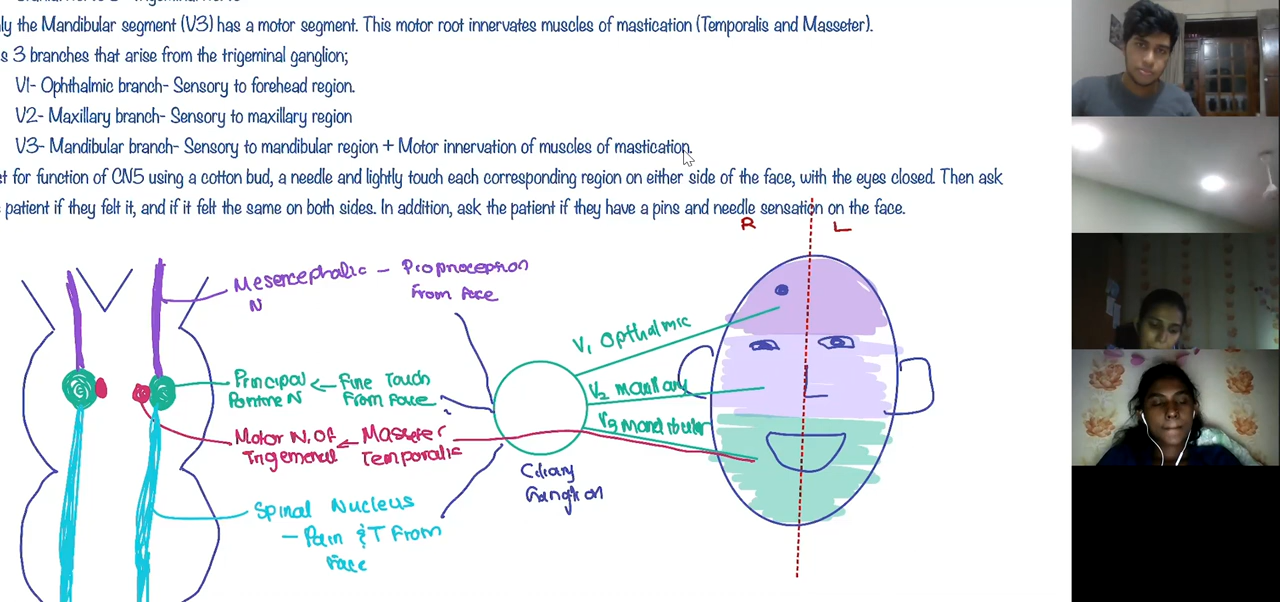 ly the Mandibular segment (V3) has a motor segment. This motor root innervates muscles of mastication (Temporalis and Masseter).
s 3 branches that arise from the trigeminal ganglion;
V1- Ophthalmic branch- Sensory to forehead region.
V2- Maxillary branch- Sensory to maxillary region
V3- Mandibular branch- Sensory to mandibular region + Motor innervation of muscles of mastication.
t for function of CN5 using a cotton bud, a needle and lightly touch each corresponding region on either side of the face, with the eyes closed. Then ask
patient if they felt it, and if it felt the same on both sides. In addition, ask the patient if they have a pins and needle sensation on the face.
R L
Mesencephalic - Proprioception
N From Face
V1 Opthalmic
Principal <- Fine Touch
Pontine N From Face
V2 maxillary
V3 mandibular
Motor N. of <- Masseter
Trigeminal Temporalis
Ciliary
Ganglion
Spinal Nucleus
- Pain & T From
Face